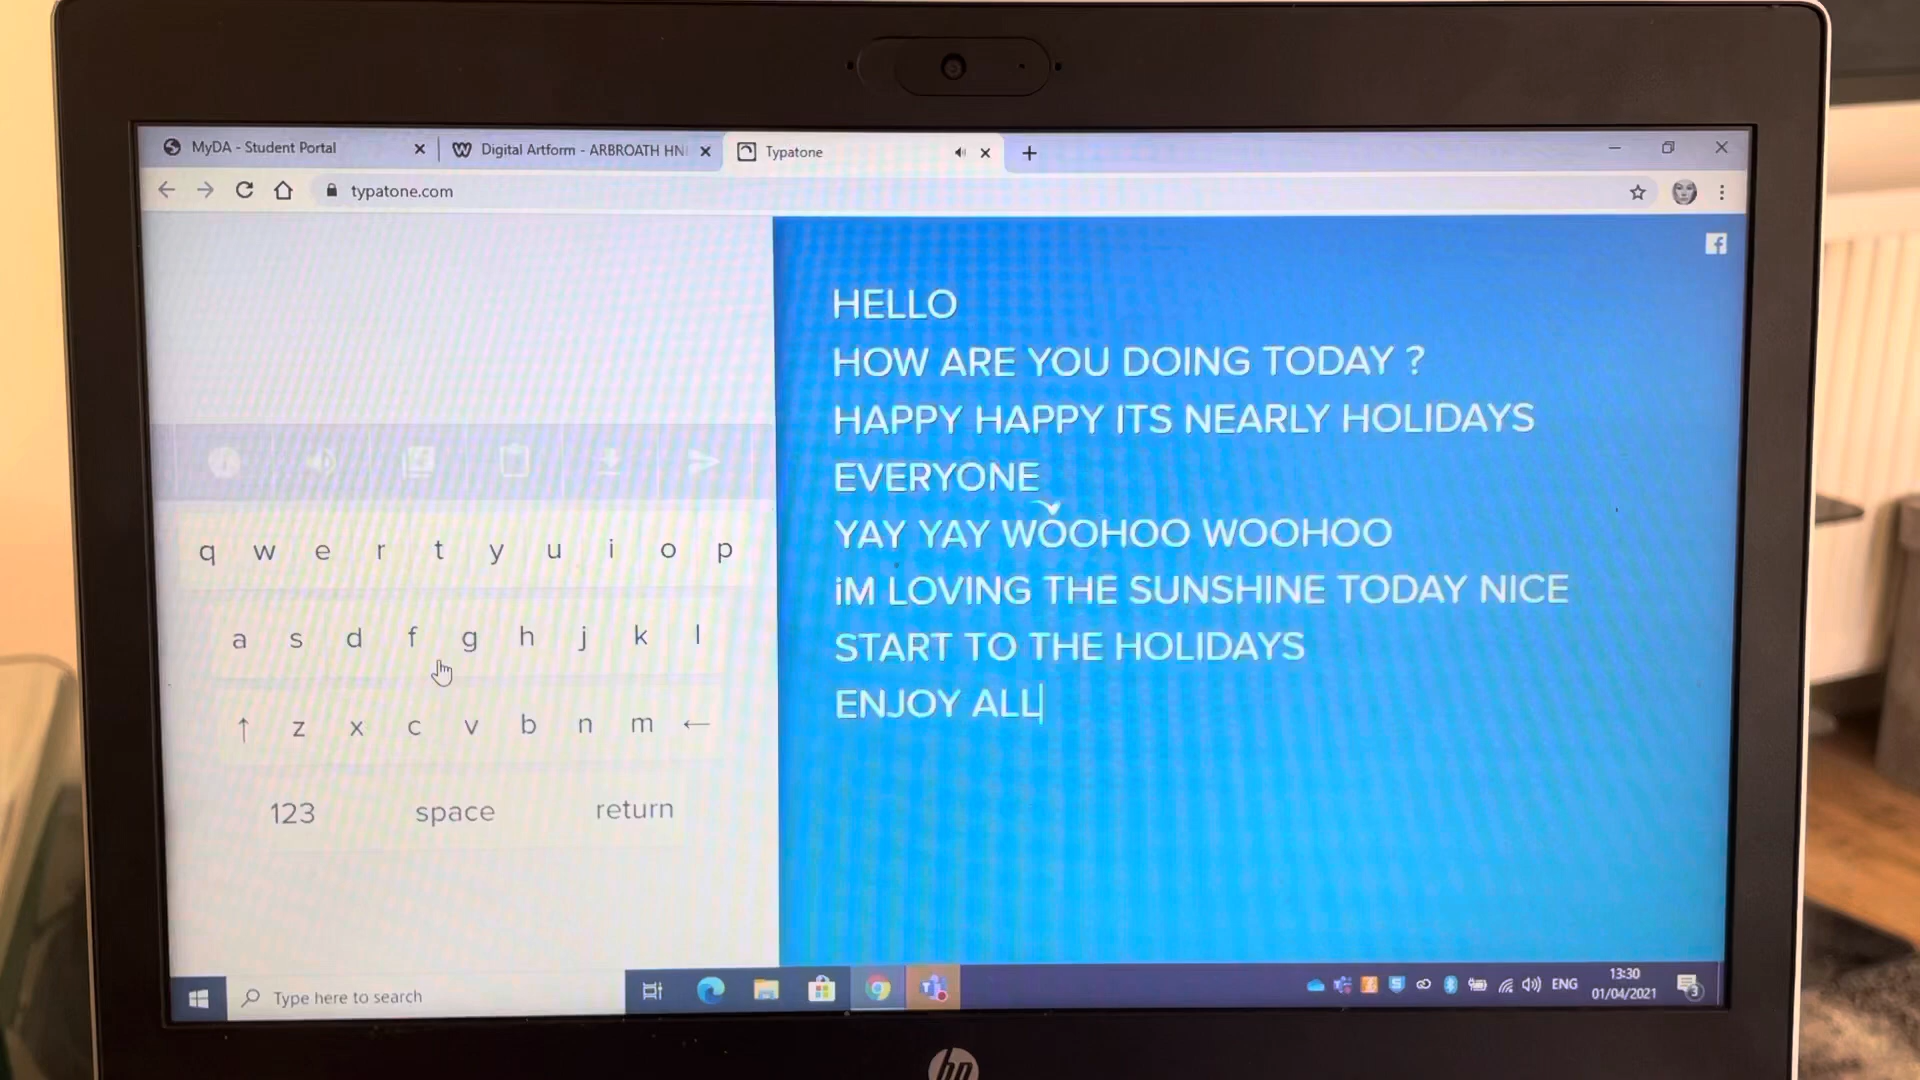 MyDA - Student Portal
Digital Artform - ARBROATH HN
Typatone
typatone.com
HELLO
HOW ARE YOU DOING TODAY ?
HAPPY HAPPY ITS NEARLY HOLIDAYS
EVERYONE
YAY YAY WOOHOO WOOHOO
iM LOVING THE SUNSHINE TODAY NICE
START TO THE HOLIDAYS
ENJOY ALL
q w e r t y u i o p
a s d f g h j k l
↑ z x c v b n m ←
123 space return
Type here to search
ENG
13:30
01/04/2021
3
hp